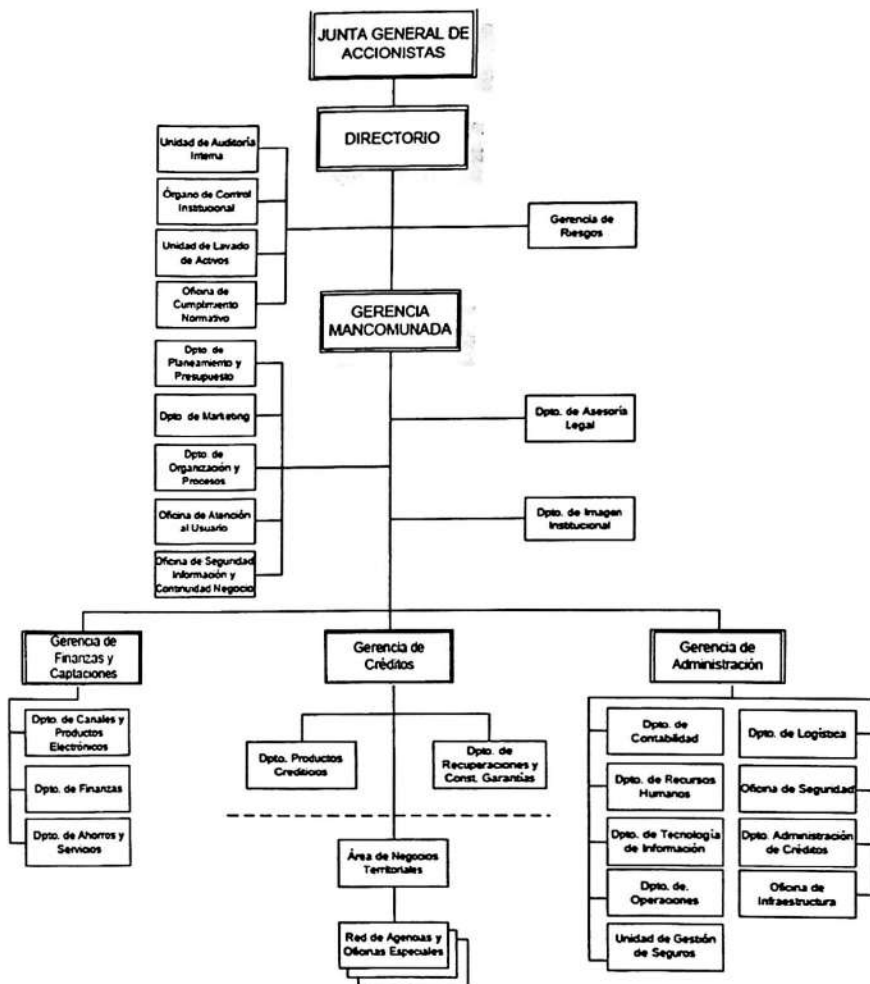 JUNTA GENERAL DE
ACCIONISTAS
DIRECTORIO
Unidad de Auditoría
Interna
Órgano de Control
Institucional
Unidad de Lavado
de Activos
Oficina de
Cumplimiento
Normativo
Gerencia de
Riesgos
GERENCIA
MANCOMUNADA
Dpto. de
Planeamiento y
Presupuesto
Dpto. de Marketing
Dpto. de
Organización y
Procesos
Oficina de Atención
al Usuario
Oficina de Seguridad
Información y
Continuidad Negocio
Dpto. de Asesoría
Legal
Dpto. de Imagen
Institucional
Gerencia de
Finanzas y
Captaciones
Dpto. de Canales y
Productos
Electrónicos
Dpto. de Finanzas
Dpto. de Ahorros y
Servicios
Gerencia de
Créditos
Dpto. Productos
Crediticios
Dpto. de
Recuperaciones y
Const. Garantías
Área de Negocios
Territoriales
Red de Agencias y
Oficinas Especiales
Gerencia de
Administración
Dpto. de
Contabilidad
Dpto. de Recursos
Humanos
Dpto. de Tecnología
de Información
Dpto. de.
Operaciones
Unidad de Gestión
de Seguros
Dpto. de Logística
Oficina de Seguridad
Dpto. Administración
de Créditos
Oficina de
Infraestructura